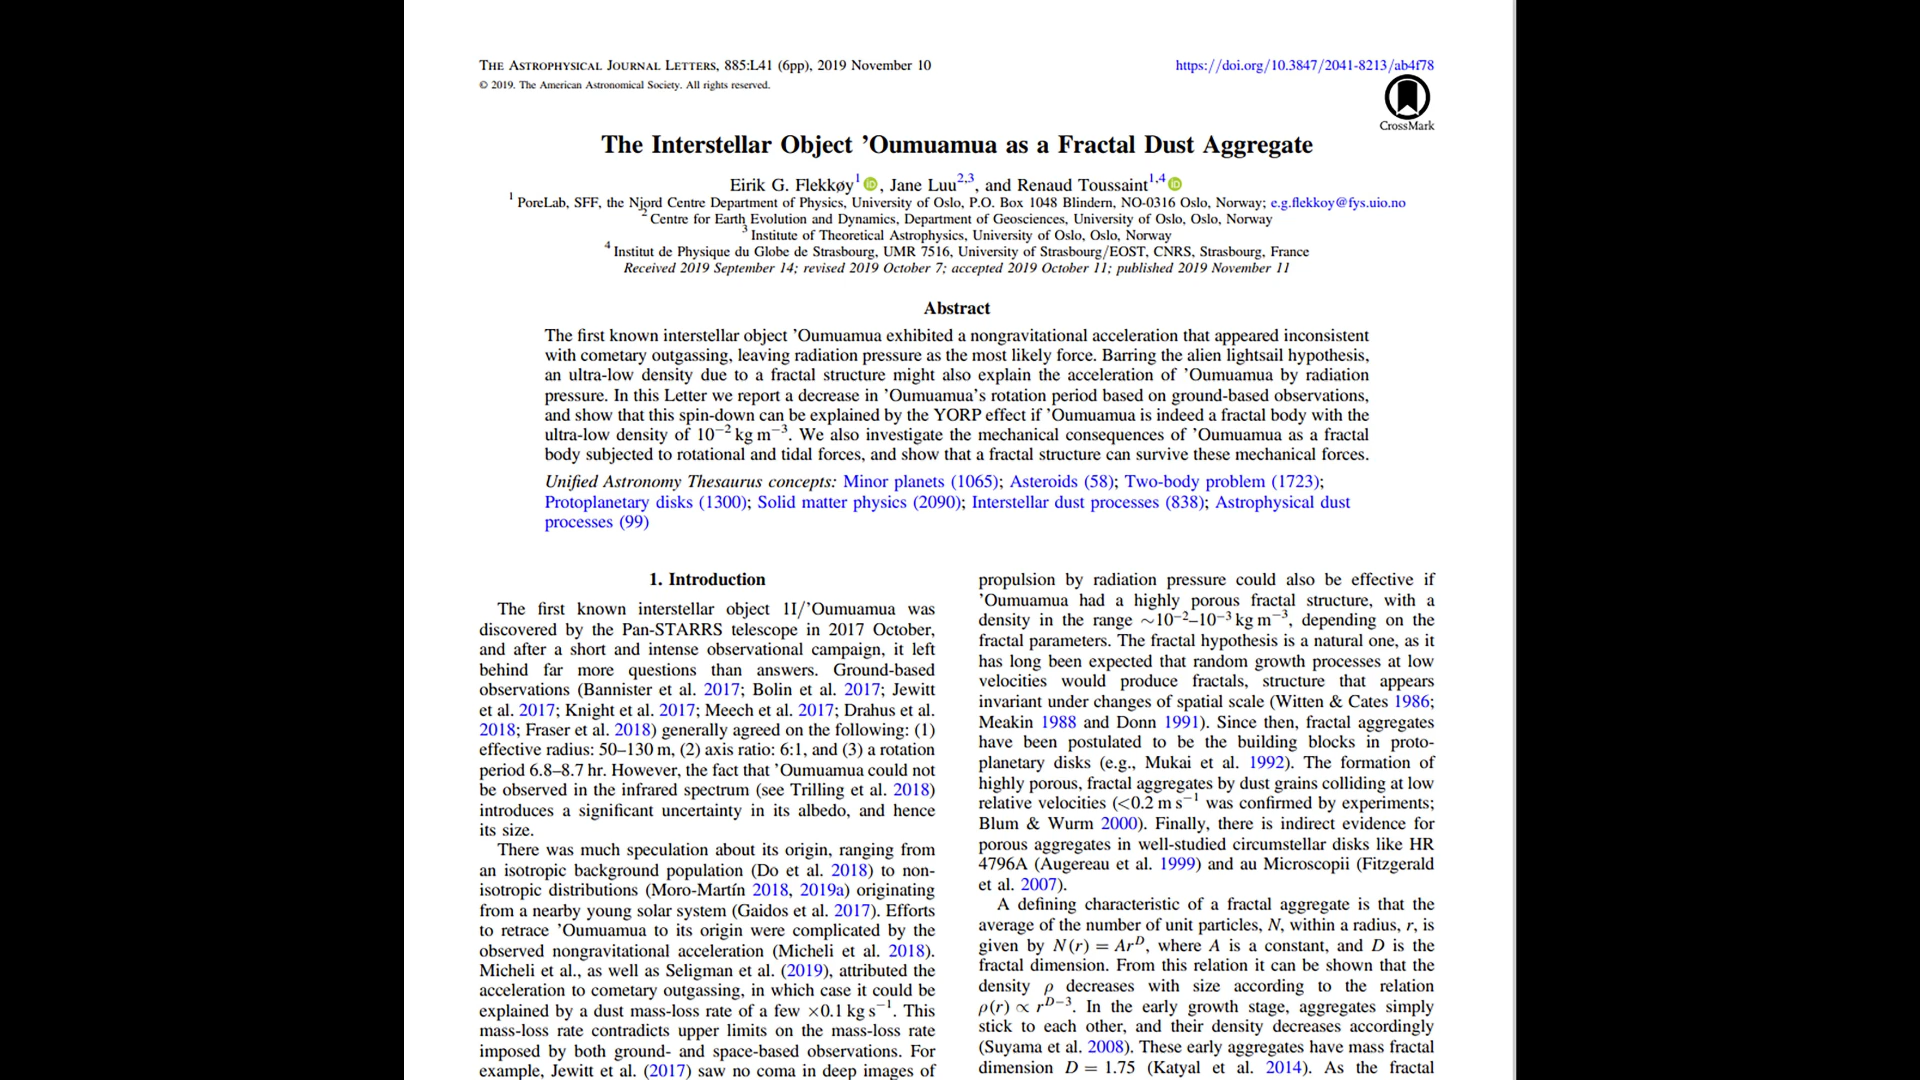 THE ASTROPHYSICAL JOURNAL LETTERS, 885:L41 (6pp), 2019 November 10
https://doi.org/10.3847/2041-8213/ab4f78
© 2019. The American Astronomical Society. All rights reserved.
CrossMark
The Interstellar Object ’Oumuamua as a Fractal Dust Aggregate
Eirik G. Flekkøy1 iD, Jane Luu2,3, and Renaud Toussaint1,4 iD
1 PoreLab, SFF, the Njord Centre Department of Physics, University of Oslo, P.O. Box 1048 Blindern, NO-0316 Oslo, Norway; e.g.flekkoy@fys.uio.no
2 Centre for Earth Evolution and Dynamics, Department of Geosciences, University of Oslo, Oslo, Norway
3 Institute of Theoretical Astrophysics, University of Oslo, Oslo, Norway
4 Institut de Physique du Globe de Strasbourg, UMR 7516, University of Strasbourg/EOST, CNRS, Strasbourg, France
Received 2019 September 14; revised 2019 October 7; accepted 2019 October 11; published 2019 November 11
Abstract
The first known interstellar object ’Oumuamua exhibited a nongravitational acceleration that appeared inconsistent
with cometary outgassing, leaving radiation pressure as the most likely force. Barring the alien lightsail hypothesis,
an ultra-low density due to a fractal structure might also explain the acceleration of ’Oumuamua by radiation
pressure. In this Letter we report a decrease in ’Oumuamua’s rotation period based on ground-based observations,
and show that this spin-down can be explained by the YORP effect if ’Oumuamua is indeed a fractal body with the
ultra-low density of 10−2 kg m−3. We also investigate the mechanical consequences of ’Oumuamua as a fractal
body subjected to rotational and tidal forces, and show that a fractal structure can survive these mechanical forces.
Unified Astronomy Thesaurus concepts: Minor planets (1065); Asteroids (58); Two-body problem (1723);
Protoplanetary disks (1300); Solid matter physics (2090); Interstellar dust processes (838); Astrophysical dust
processes (99)
1. Introduction
The first known interstellar object 1I/’Oumuamua was
discovered by the Pan-STARRS telescope in 2017 October,
and after a short and intense observational campaign, it left
behind far more questions than answers. Ground-based
observations (Bannister et al. 2017; Bolin et al. 2017; Jewitt
et al. 2017; Knight et al. 2017; Meech et al. 2017; Drahus et al.
2018; Fraser et al. 2018) generally agreed on the following: (1)
effective radius: 50–130 m, (2) axis ratio: 6:1, and (3) a rotation
period 6.8–8.7 hr. However, the fact that ’Oumuamua could not
be observed in the infrared spectrum (see Trilling et al. 2018)
introduces a significant uncertainty in its albedo, and hence
its size.
There was much speculation about its origin, ranging from
an isotropic background population (Do et al. 2018) to non-
isotropic distributions (Moro-Martín 2018, 2019a) originating
from a nearby young solar system (Gaidos et al. 2017). Efforts
to retrace ’Oumuamua to its origin were complicated by the
observed nongravitational acceleration (Micheli et al. 2018).
Micheli et al., as well as Seligman et al. (2019), attributed the
acceleration to cometary outgassing, in which case it could be
explained by a dust mass-loss rate of a few ×0.1 kg s−1. This
mass-loss rate contradicts upper limits on the mass-loss rate
imposed by both ground- and space-based observations. For
example, Jewitt et al. (2017) saw no coma in deep images of
propulsion by radiation pressure could also be effective if
’Oumuamua had a highly porous fractal structure, with a
density in the range ∼10−2–10−3 kg m−3, depending on the
fractal parameters. The fractal hypothesis is a natural one, as it
has long been expected that random growth processes at low
velocities would produce fractals, structure that appears
invariant under changes of spatial scale (Witten & Cates 1986;
Meakin 1988 and Donn 1991). Since then, fractal aggregates
have been postulated to be the building blocks in proto-
planetary disks (e.g., Mukai et al. 1992). The formation of
highly porous, fractal aggregates by dust grains colliding at low
relative velocities (<0.2 m s−1 was confirmed by experiments;
Blum & Wurm 2000). Finally, there is indirect evidence for
porous aggregates in well-studied circumstellar disks like HR
4796A (Augereau et al. 1999) and au Microscopii (Fitzgerald
et al. 2007).
A defining characteristic of a fractal aggregate is that the
average of the number of unit particles, N, within a radius, r, is
given by N(r) = ArD, where A is a constant, and D is the
fractal dimension. From this relation it can be shown that the
density ρ decreases with size according to the relation
ρ(r) ∝ rD−3. In the early growth stage, aggregates simply
stick to each other, and their density decreases accordingly
(Suyama et al. 2008). These early aggregates have mass fractal
dimension D = 1.75 (Katyal et al. 2014). As the fractal